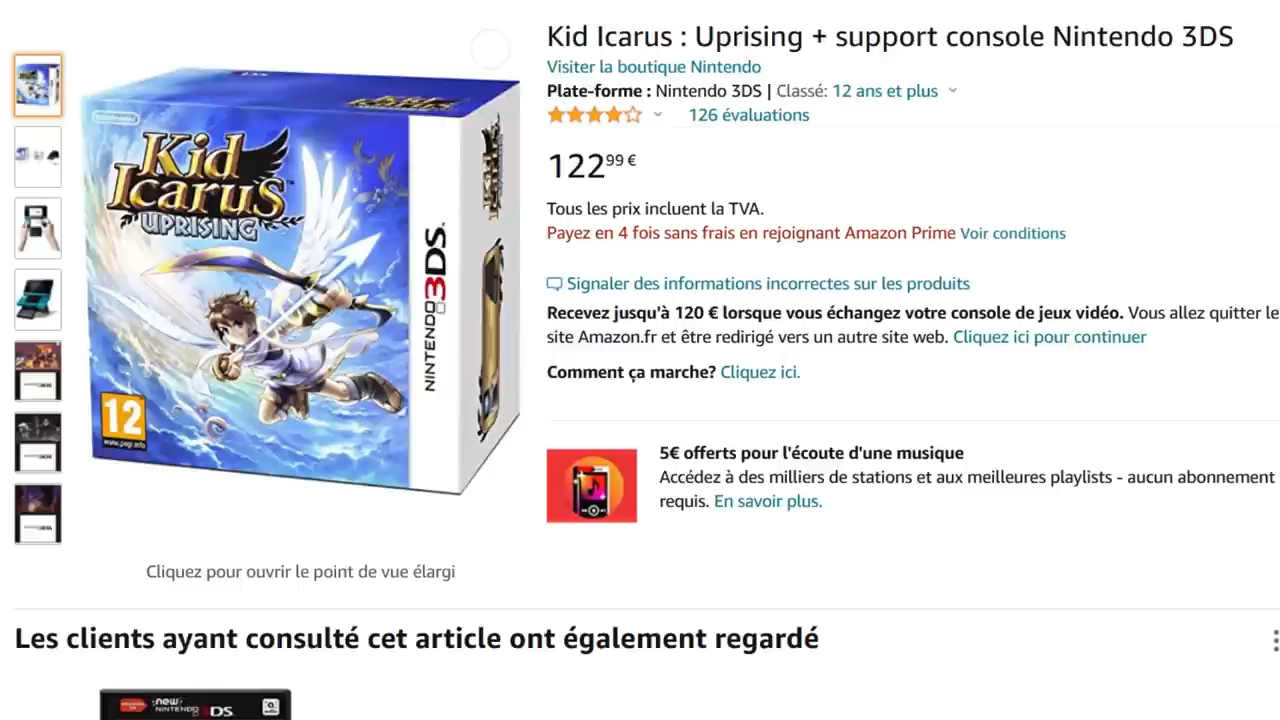 Kid Icarus : Uprising + support console Nintendo 3DS
Visiter la boutique Nintendo
Plate-forme : Nintendo 3DS | Classé: 12 ans et plus
126 évaluations
122,99 €
Tous les prix incluent la TVA.
Payez en 4 fois sans frais en rejoignant Amazon Prime Voir conditions
Signaler des informations incorrectes sur les produits
Recevez jusqu'à 120 € lorsque vous échangez votre console de jeux vidéo. Vous allez quitter le
site Amazon.fr et être redirigé vers un autre site web. Cliquez ici pour continuer
Comment ça marche? Cliquez ici.
5€ offerts pour l'écoute d'une musique
Accédez à des milliers de stations et aux meilleures playlists - aucun abonnement
requis. En savoir plus.
Nintendo
Kid
Icarus
UPRISING
NINTENDO 3DS
12
www.pegi.info
Cliquez pour ouvrir le point de vue élargi
Les clients ayant consulté cet article ont également regardé
new
NINTENDO 3DS